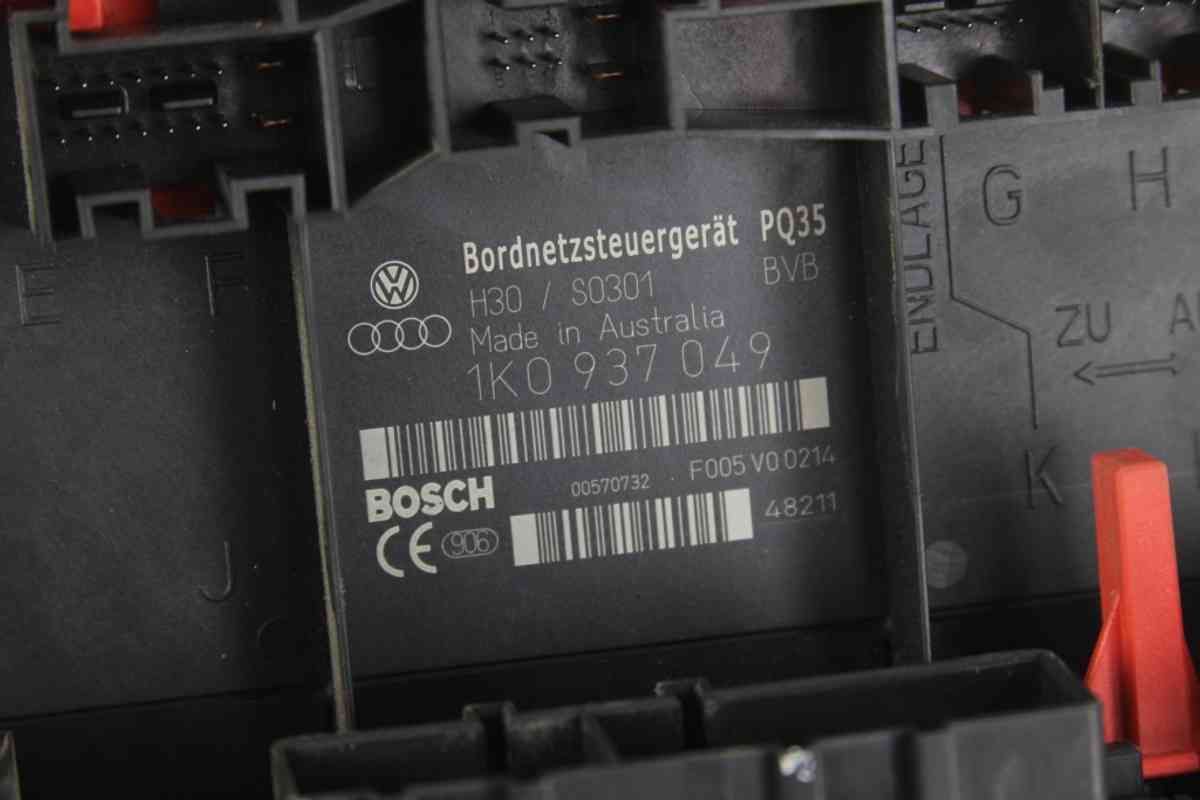 Bordnetzsteuergerät PQ35
H30 / S0301 BVB
Made in Australia
1K0 937 049
BOSCH
00570732 F005 V0 0214
CE 906 48211
E
F
J
ENDLAGE
G
H
ZU
K